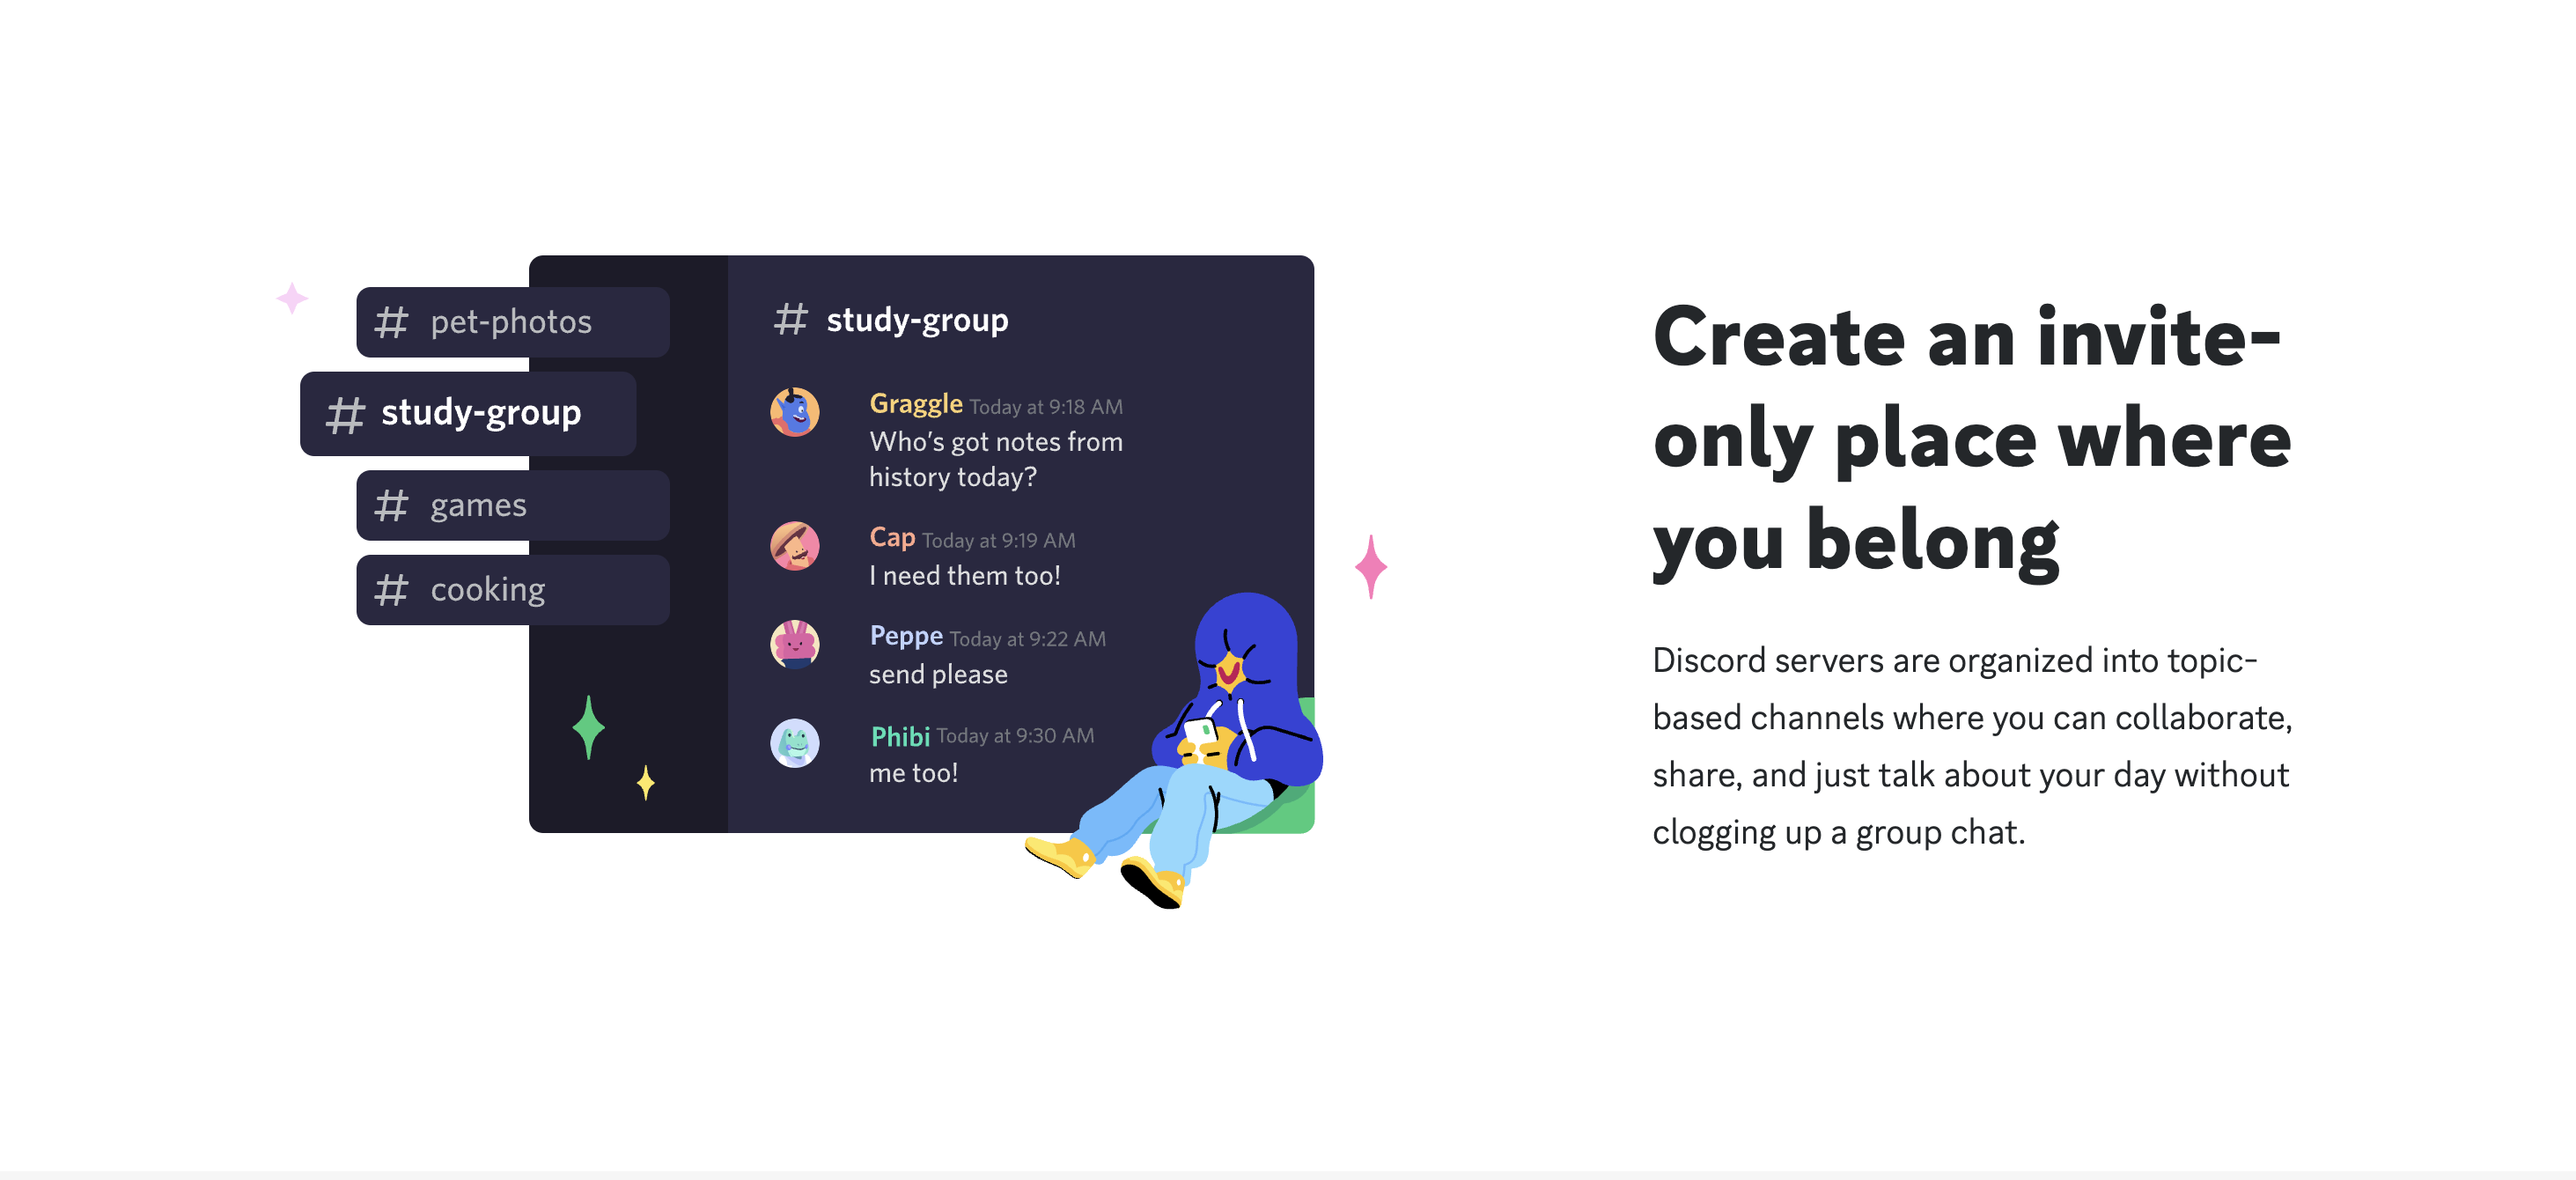 # pet-photos
# study-group
# games
# cooking
# study-group
Graggle Today at 9:18 AM
Who’s got notes from
history today?
Cap Today at 9:19 AM
I need them too!
Peppe Today at 9:22 AM
send please
Phibi Today at 9:30 AM
me too!
Create an invite-
only place where
you belong
Discord servers are organized into topic-
based channels where you can collaborate,
share, and just talk about your day without
clogging up a group chat.